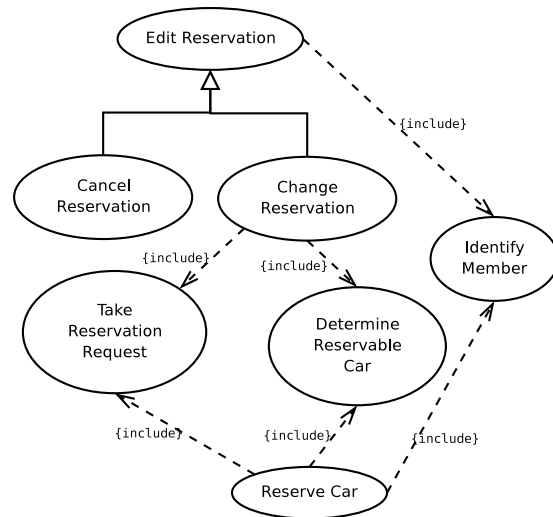 Edit Reservation
{include}
Cancel
Reservation
Change
Reservation
Identify
Member
{include}
{include}
Take
Reservation
Request
Determine
Reservable
Car
{include}
{include}
{include}
Reserve Car